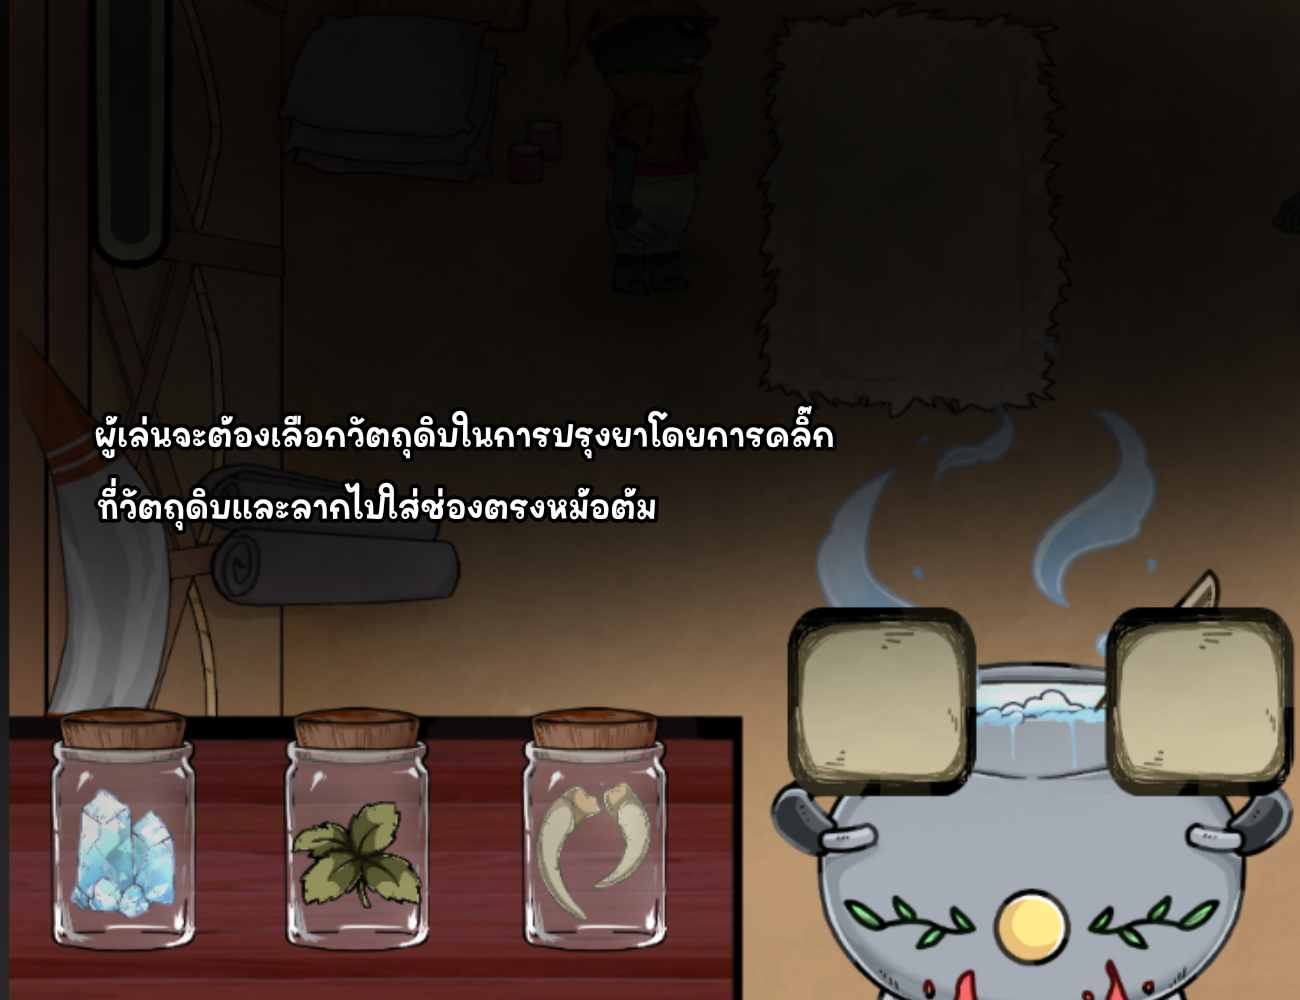 ผู้เล่นจะต้องเลือกวัตถุดิบในการปรุงยาโดยการคลิ๊ก
ที่วัตถุดิบและลากไปใส่ช่องตรงหม้อต้ม